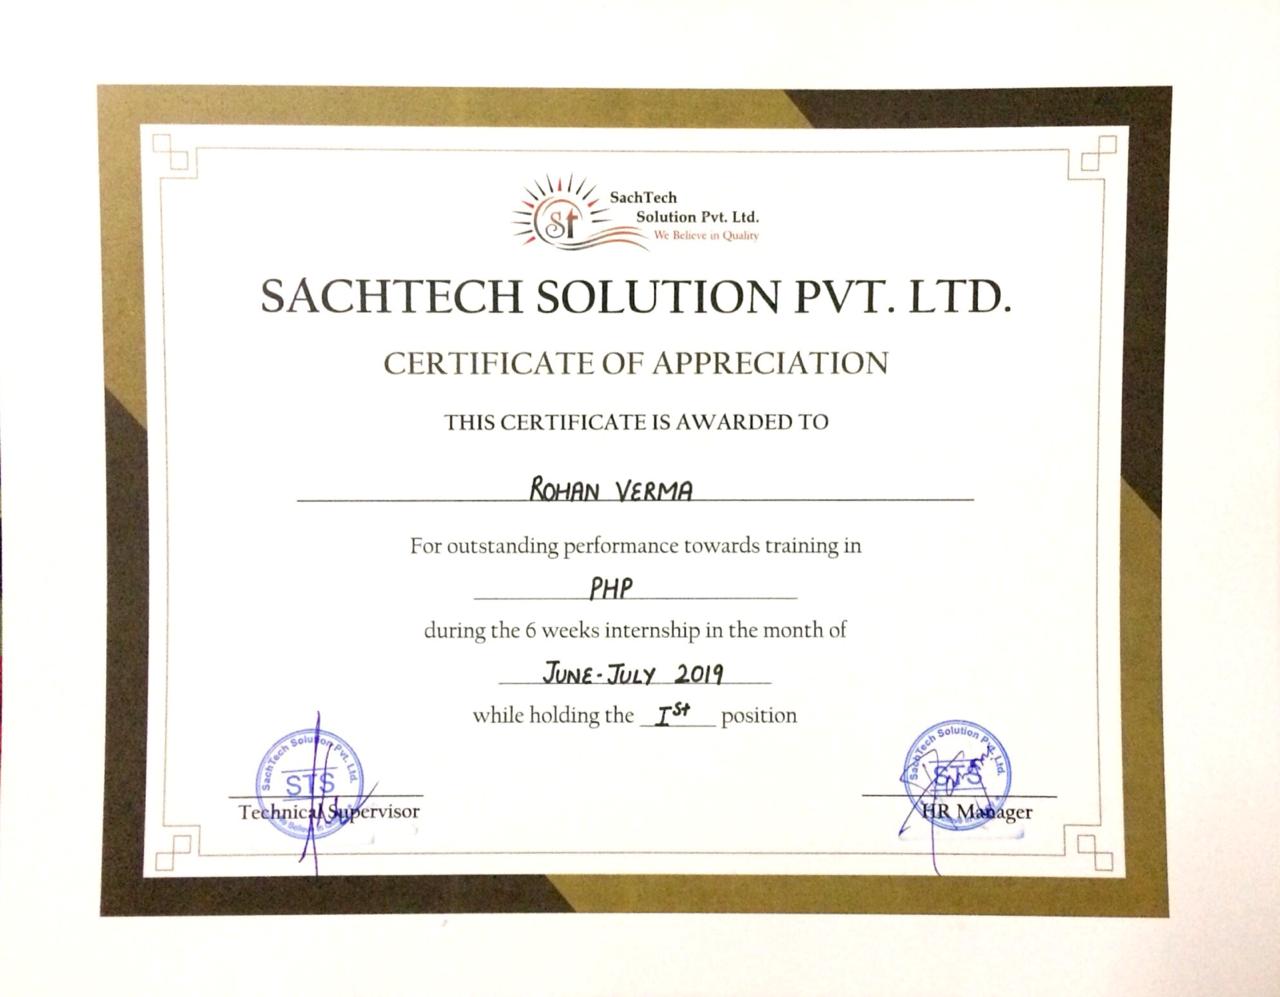 St
SachTech
Solution Pvt. Ltd.
We Believe in Quality
SACHTECH SOLUTION PVT. LTD.
CERTIFICATE OF APPRECIATION
THIS CERTIFICATE IS AWARDED TO
ROHAN VERMA
For outstanding performance towards training in
PHP
during the 6 weeks internship in the month of
JUNE-JULY 2019
while holding the Ist position
SachTech Solution Pvt. Ltd.
STS
Technical Supervisor
SachTech Solution Pvt. Ltd.
STS
HR Manager